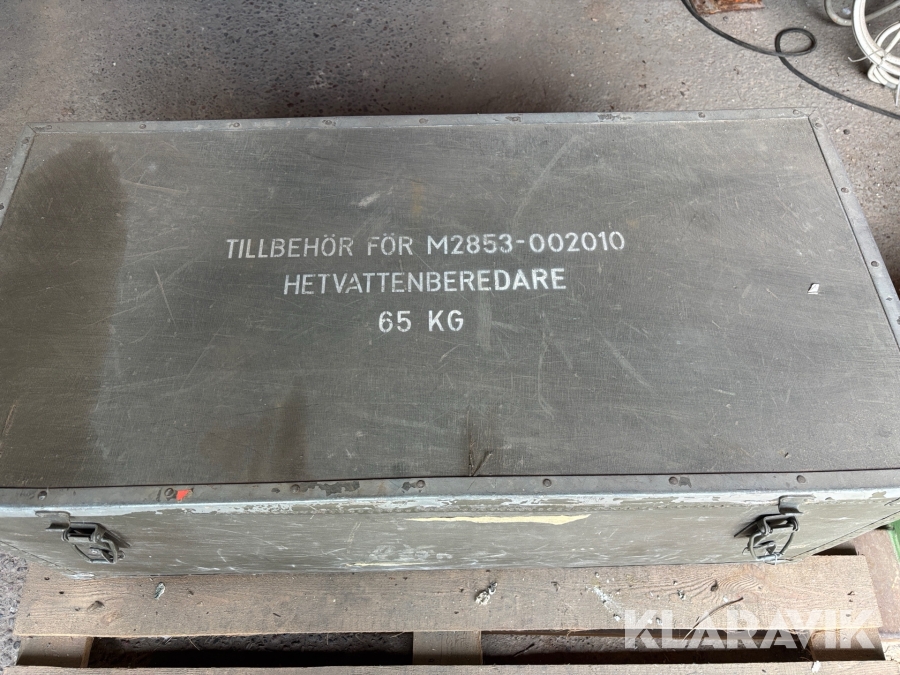 TILLBEHÖR FÖR M2853-002010
HETVATTENBEREDARE
65 KG
KLARAVIK